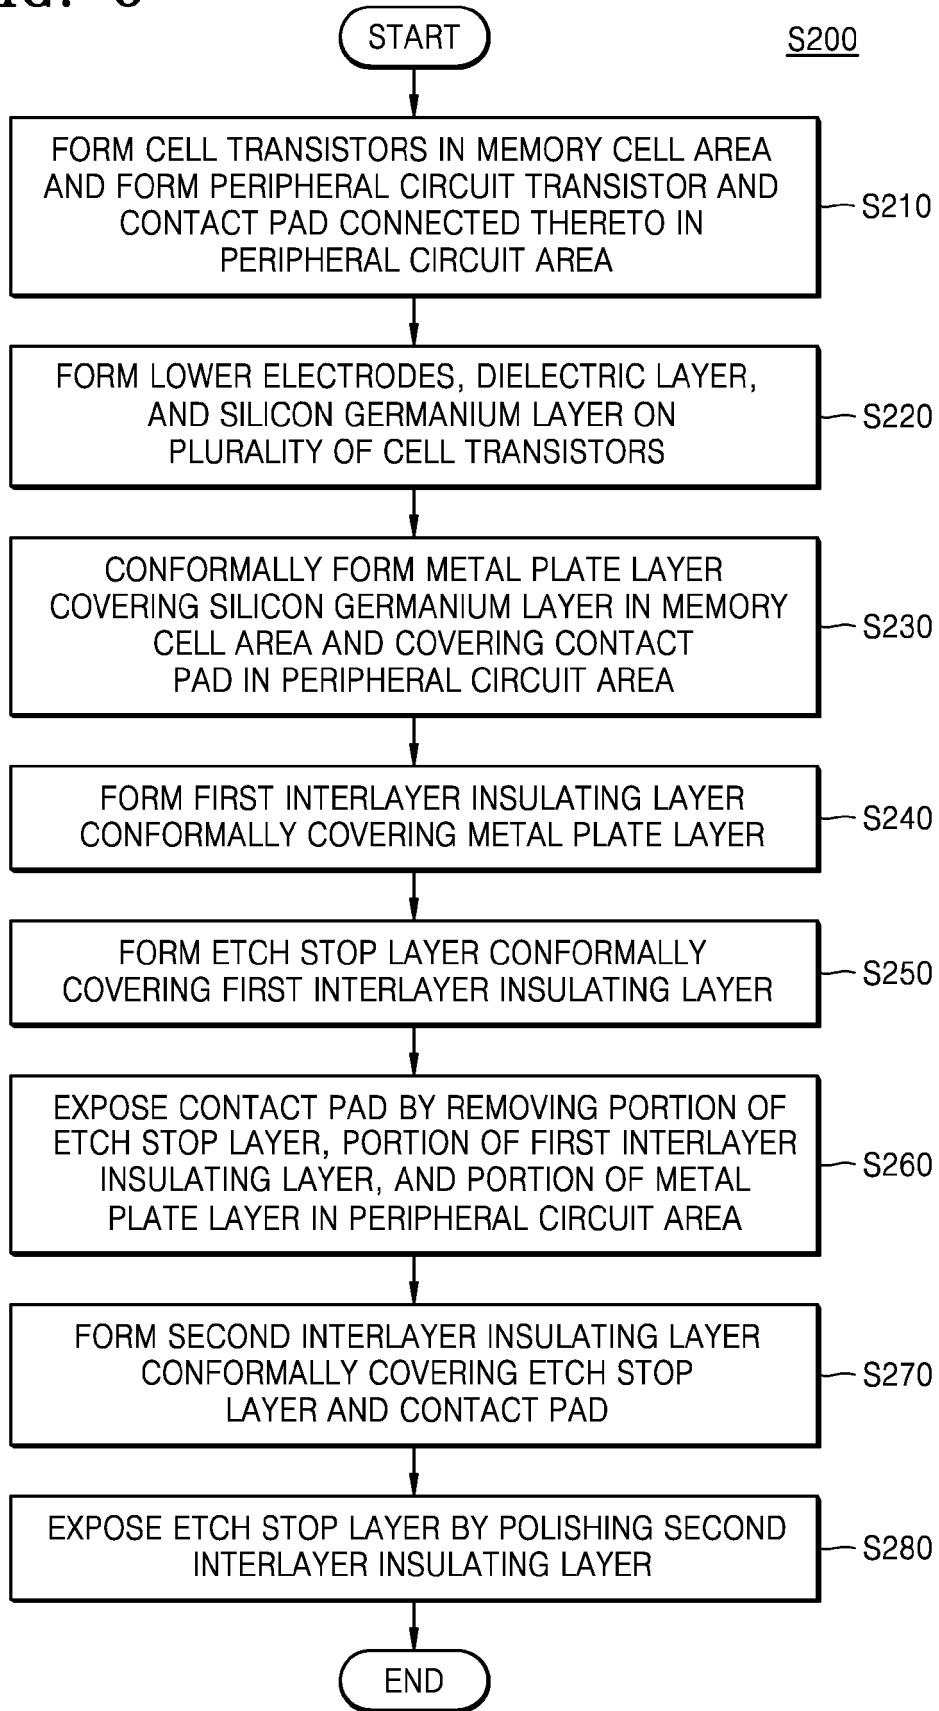 START
S200
FORM CELL TRANSISTORS IN MEMORY CELL AREA
AND FORM PERIPHERAL CIRCUIT TRANSISTOR AND
CONTACT PAD CONNECTED THERETO IN
PERIPHERAL CIRCUIT AREA
S210
FORM LOWER ELECTRODES, DIELECTRIC LAYER,
AND SILICON GERMANIUM LAYER ON
PLURALITY OF CELL TRANSISTORS
S220
CONFORMALLY FORM METAL PLATE LAYER
COVERING SILICON GERMANIUM LAYER IN MEMORY
CELL AREA AND COVERING CONTACT
PAD IN PERIPHERAL CIRCUIT AREA
S230
FORM FIRST INTERLAYER INSULATING LAYER
CONFORMALLY COVERING METAL PLATE LAYER
S240
FORM ETCH STOP LAYER CONFORMALLY
COVERING FIRST INTERLAYER INSULATING LAYER
S250
EXPOSE CONTACT PAD BY REMOVING PORTION OF
ETCH STOP LAYER, PORTION OF FIRST INTERLAYER
INSULATING LAYER, AND PORTION OF METAL
PLATE LAYER IN PERIPHERAL CIRCUIT AREA
S260
FORM SECOND INTERLAYER INSULATING LAYER
CONFORMALLY COVERING ETCH STOP
LAYER AND CONTACT PAD
S270
EXPOSE ETCH STOP LAYER BY POLISHING SECOND
INTERLAYER INSULATING LAYER
S280
END